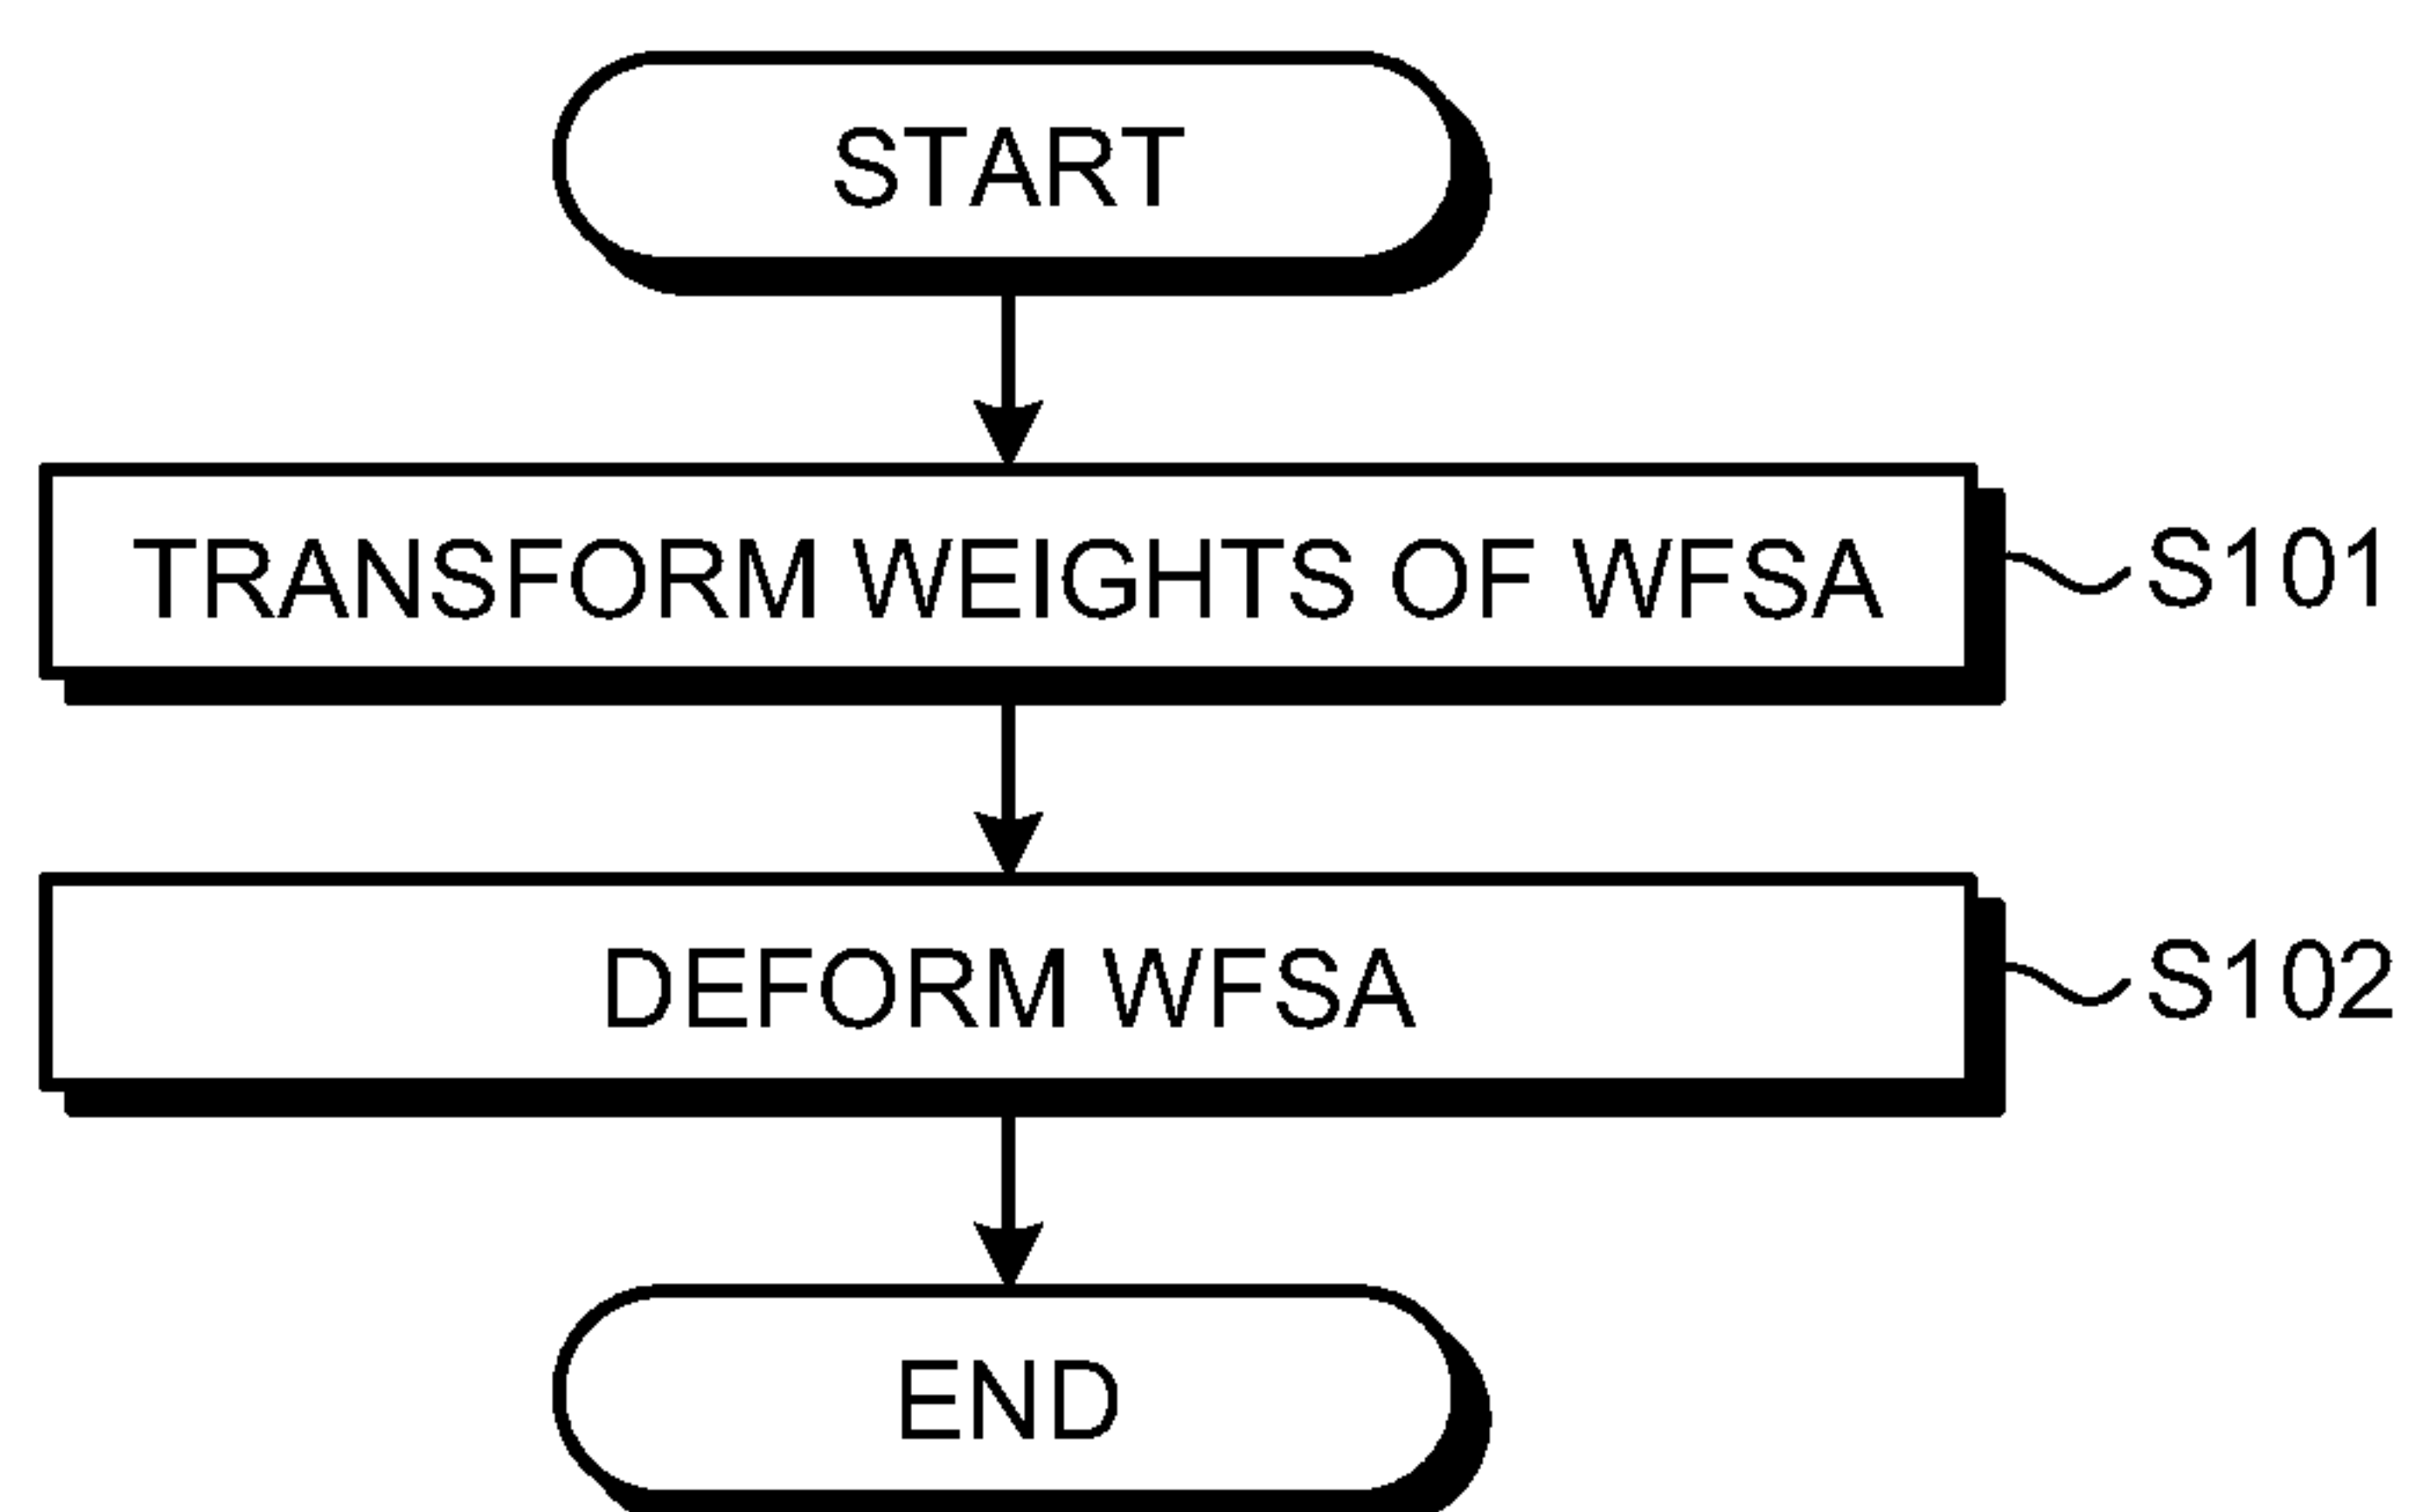 START
TRANSFORM WEIGHTS OF WFSA
S101
DEFORM WFSA
S102
END